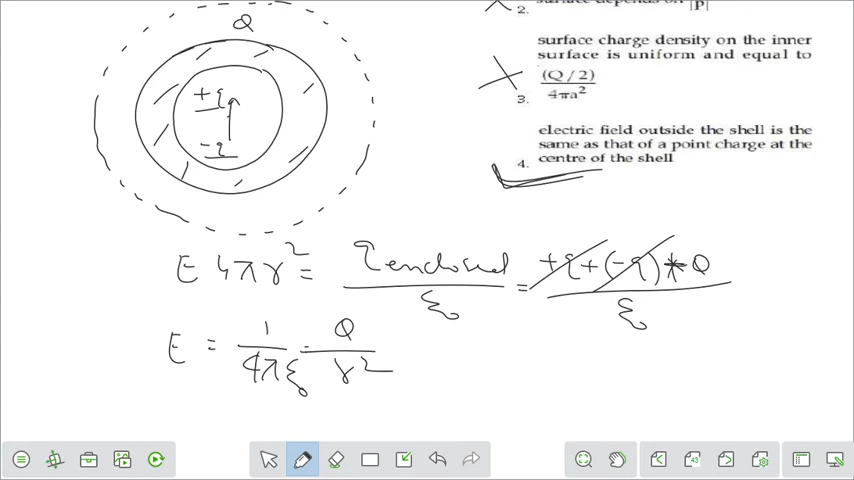 Q
surface depends on |P|
2.
surface charge density on the inner
surface is uniform and equal to
(Q/2)
4πa²
3.
+q
-q
electric field outside the shell is the
same as that of a point charge at the
4. centre of the shell
E 4πr² = q enclosed / ε₀ = +q+(-q)+Q / ε₀
E = 1 / 4πε₀ Q / r²
43